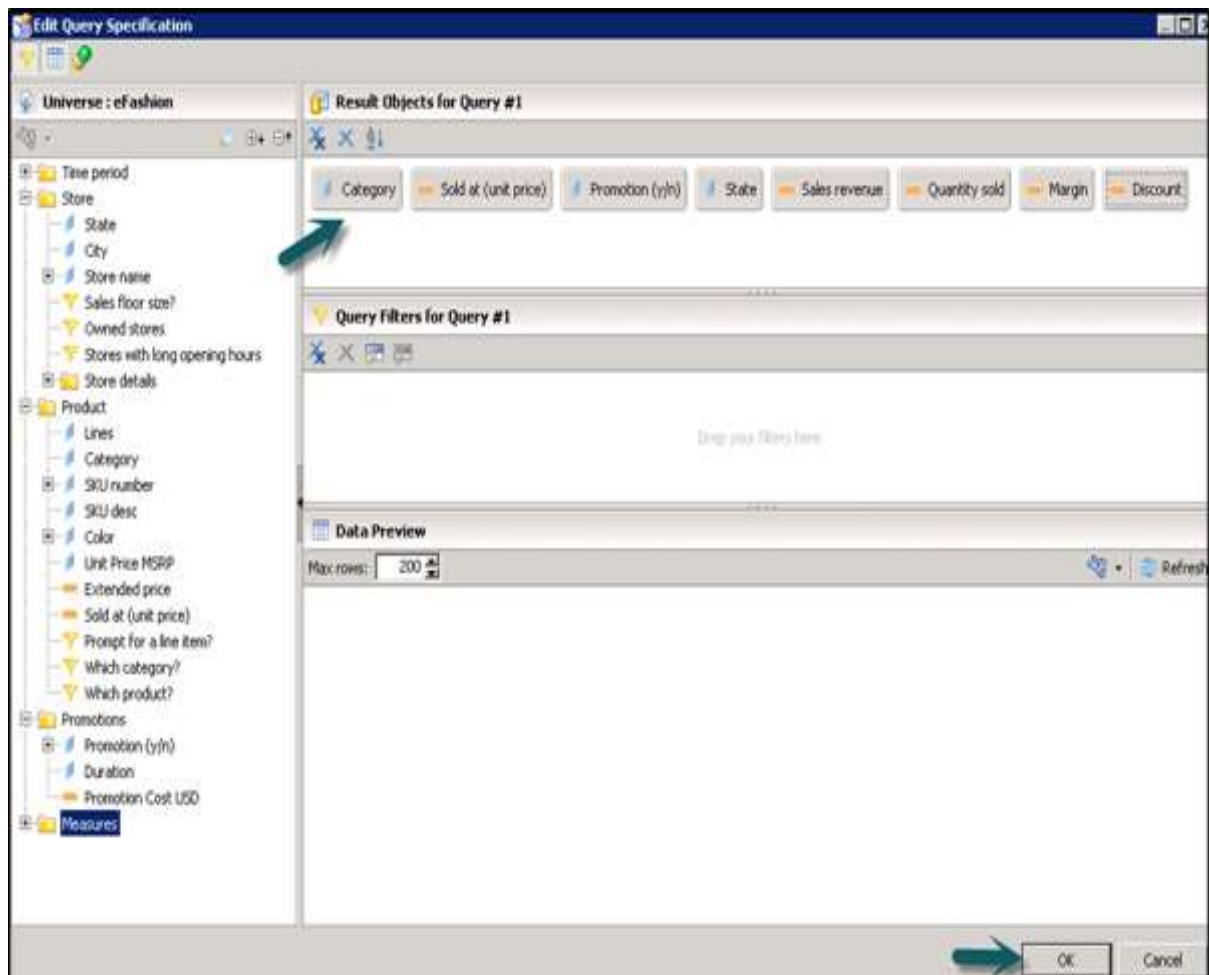 Edit Query Specification
Universe : eFashion
Time period
Store
State
City
Store name
Sales floor size?
Owned stores
Stores with long opening hours
Store details
Product
Lines
Category
SKU number
SKU desc
Color
Unit Price MSRP
Extended price
Sold at (unit price)
Prompt for a line item?
Which category?
Which product?
Promotions
Promotion (y/n)
Duration
Promotion Cost USD
Measures
Result Objects for Query #1
Category Sold at (unit price) Promotion (y/n) State Sales revenue Quantity sold Margin Discount
Query Filters for Query #1
Drop your filters here
Data Preview
Max rows: 200 Refresh
OK Cancel